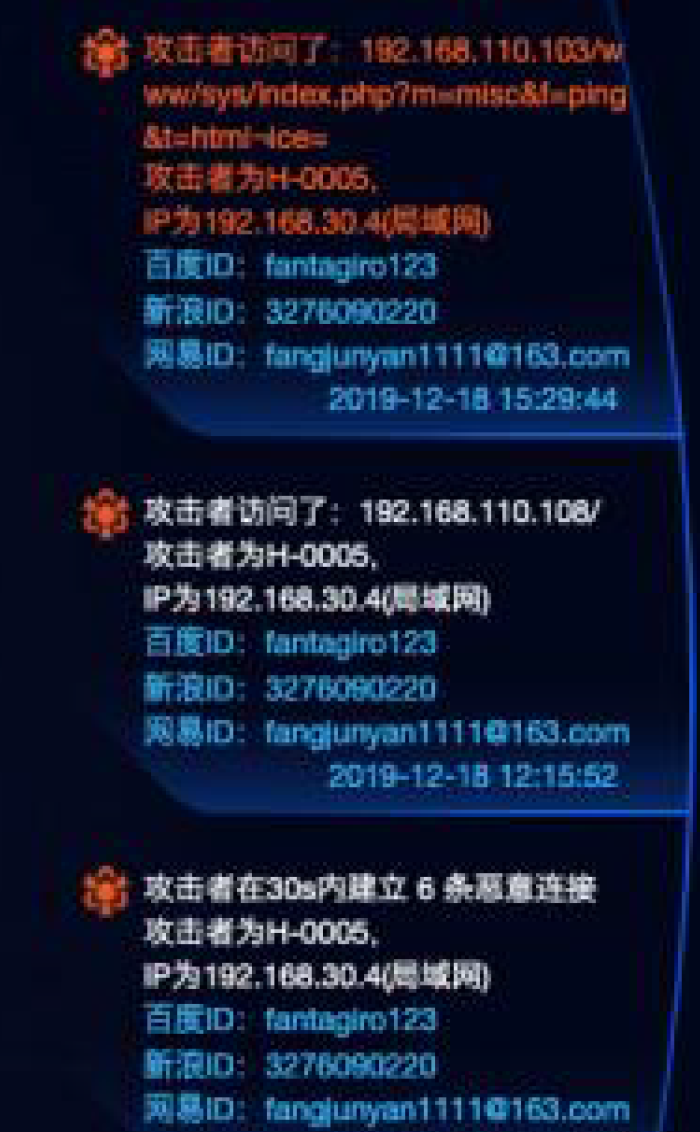 攻击者访问了：192.168.110.103/w
ww/sys/index.php?m=misc&f=ping
&t=html-ice=
攻击者为H-0005,
IP为192.168.30.4(局域网)
百度ID：fantagiro123
新浪ID：3276090220
网易ID：fangjunyan1111@163.com
2019-12-18 15:29:44
攻击者访问了：192.168.110.108/
攻击者为H-0005,
IP为192.168.30.4(局域网)
百度ID：fantagiro123
新浪ID：3276090220
网易ID：fangjunyan1111@163.com
2019-12-18 12:15:52
攻击者在30s内建立 6 条恶意连接
攻击者为H-0005,
IP为192.168.30.4(局域网)
百度ID：fantagiro123
新浪ID：3276090220
网易ID：fangjunyan1111@163.com